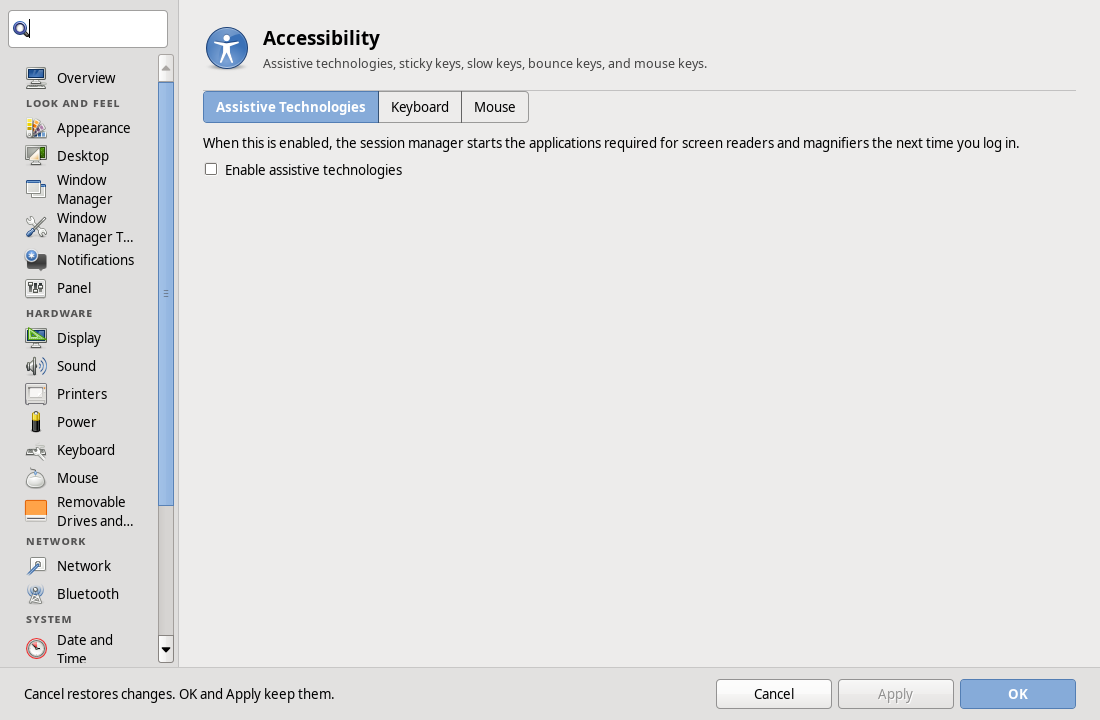 Overview
LOOK AND FEEL
Appearance
Desktop
Window
Manager
Window
Manager T...
Notifications
Panel
HARDWARE
Display
Sound
Printers
Power
Keyboard
Mouse
Removable
Drives and...
NETWORK
Network
Bluetooth
SYSTEM
Date and
Time
Accessibility
Assistive technologies, sticky keys, slow keys, bounce keys, and mouse keys.
Assistive Technologies Keyboard Mouse
When this is enabled, the session manager starts the applications required for screen readers and magnifiers the next time you log in.
Enable assistive technologies
Cancel restores changes. OK and Apply keep them.
Cancel Apply OK